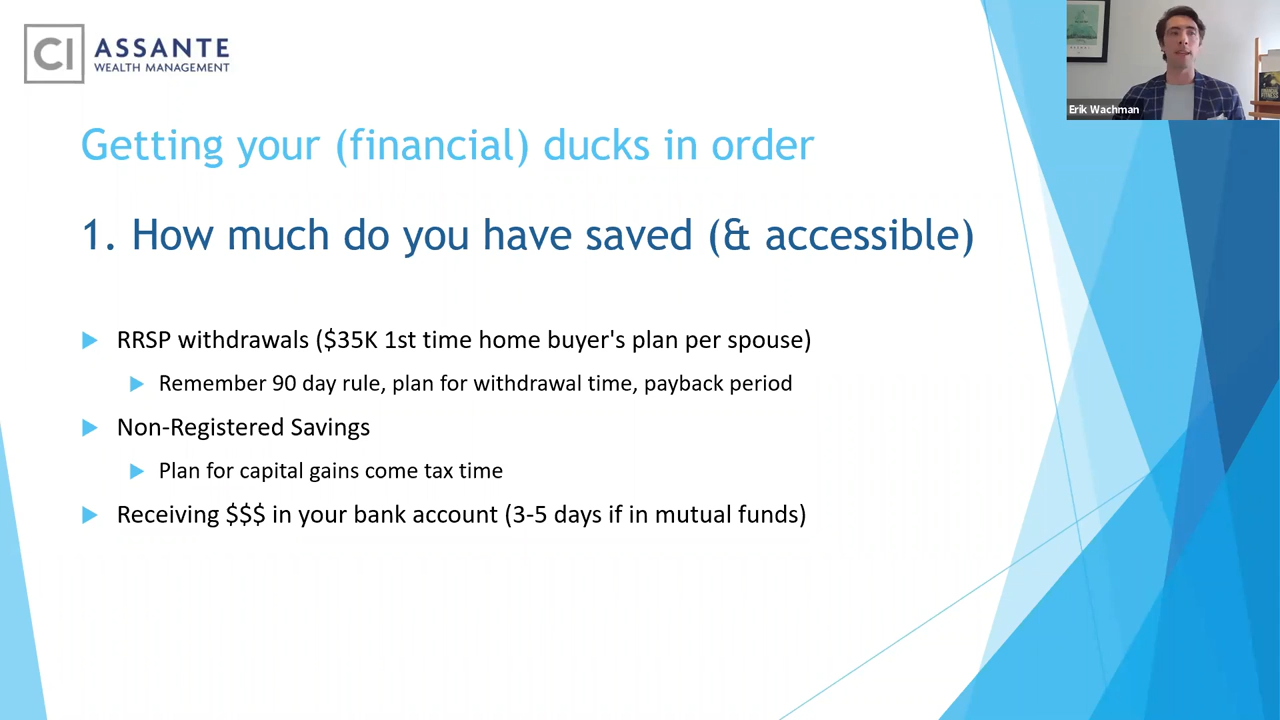 CI ASSANTE
WEALTH MANAGEMENT
Erik Wachman
Getting your (financial) ducks in order
1. How much do you have saved (& accessible)
RRSP withdrawals ($35K 1st time home buyer's plan per spouse)
Remember 90 day rule, plan for withdrawal time, payback period
Non-Registered Savings
Plan for capital gains come tax time
Receiving $$$ in your bank account (3-5 days if in mutual funds)